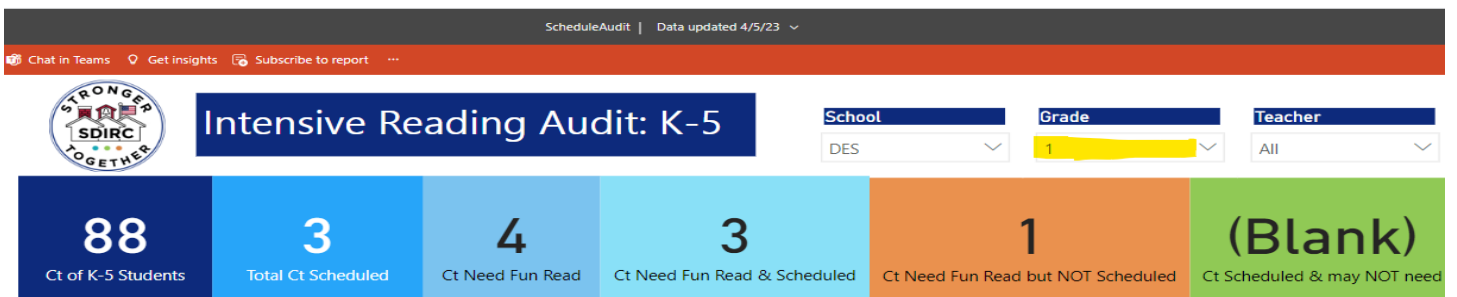 ScheduleAudit | Data updated 4/5/23
Chat in Teams Get insights Subscribe to report ...
STRONGER
SDIRC
TOGETHER
Intensive Reading Audit: K-5
School Grade Teacher
DES 1 All
88 3 4 3 1 (Blank)
Ct of K-5 Students Total Ct Scheduled Ct Need Fun Read Ct Need Fun Read & Scheduled Ct Need Fun Read but NOT Scheduled Ct Scheduled & may NOT need